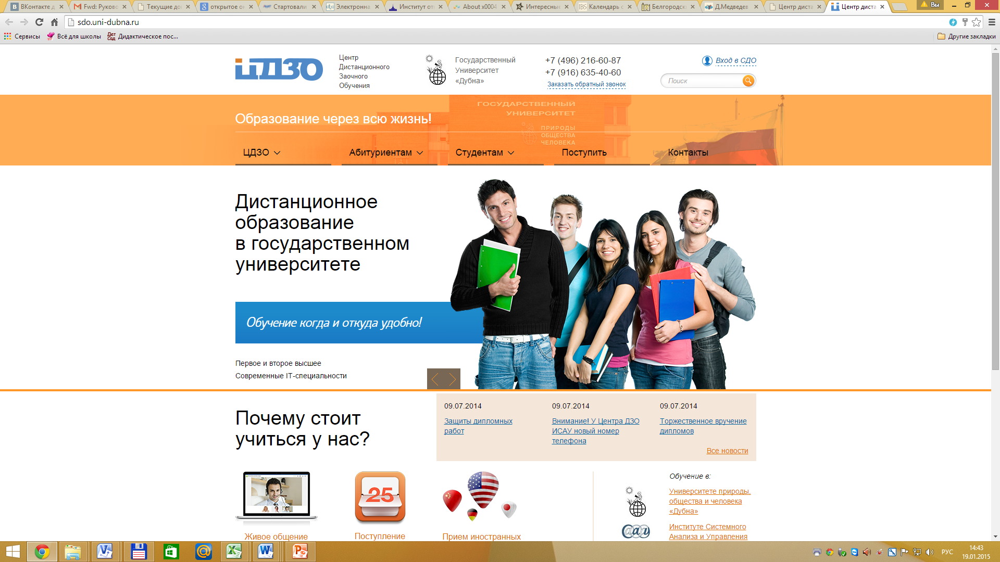 ВКонтакте д
Fwd: Руково
Текущие до
открытое о
Стартовали
Электронна
Институт от
About x0004
Интересные
Календарь с
Белгородск
Д.Медведев
Центр диста
Центр диста
Вы
sdo.uni-dubna.ru
Сервисы
Всё для школы
Дет Сад
Дидактическое пос...
Другие закладки
ЦДЗО
Центр
Дистанционного
Заочного
Обучения
Государственный
Университет
«Дубна»
+7 (496) 216-60-87
+7 (916) 635-40-60
Заказать обратный звонок
Вход в СДО
Поиск
ГОСУДАРСТВЕННЫЙ
УНИВЕРСИТЕТ
ПРИРОДЫ
ОБЩЕСТВА
ЧЕЛОВЕКА
Образование через всю жизнь!
ЦДЗО
Абитуриентам
Студентам
Поступить
Контакты
Дистанционное
образование
в государственном
университете
Обучение когда и откуда удобно!
Первое и второе высшее
Современные IT-специальности
Почему стоит
учиться у нас?
09.07.2014
Защиты дипломных
работ
09.07.2014
Внимание! У Центра ДЗО
ИСАУ новый номер
телефона
09.07.2014
Торжественное вручение
дипломов
Все новости
25
Живое общение
Поступление
Прием иностранных
Обучение в:
Университете природы,
общества и человека
«Дубна»
Институте Системного
Анализа и Управления
РУС
14:43
19.01.2015